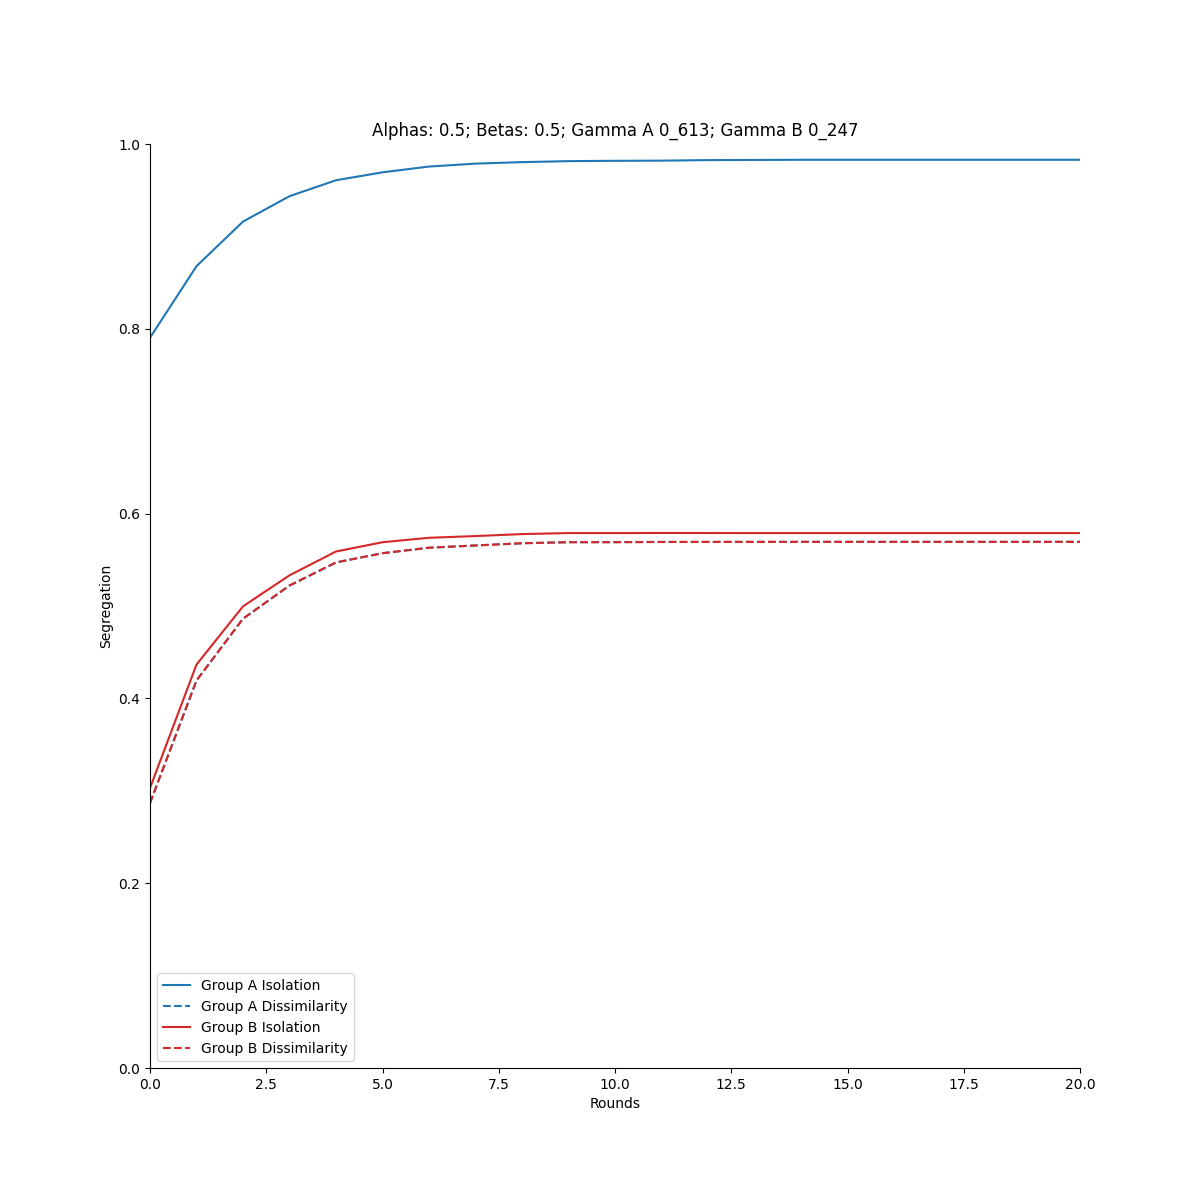 Alphas: 0.5; Betas: 0.5; Gamma A 0_613; Gamma B 0_247
1.0
0.8
0.6
0.4
0.2
0.0
Segregation
Group A Isolation
Group A Dissimilarity
Group B Isolation
Group B Dissimilarity
0.0 2.5 5.0 7.5 10.0 12.5 15.0 17.5 20.0
Rounds